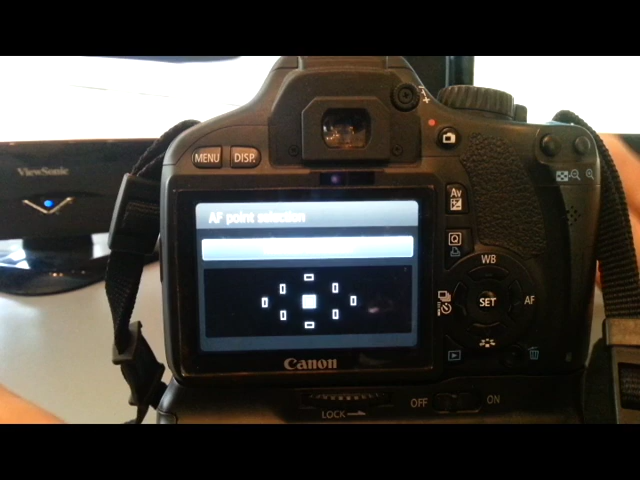 ViewSonic
MENU DISP.
Av
Q
WB
AF
SET
AF point selection
Canon
LOCK
OFF ON